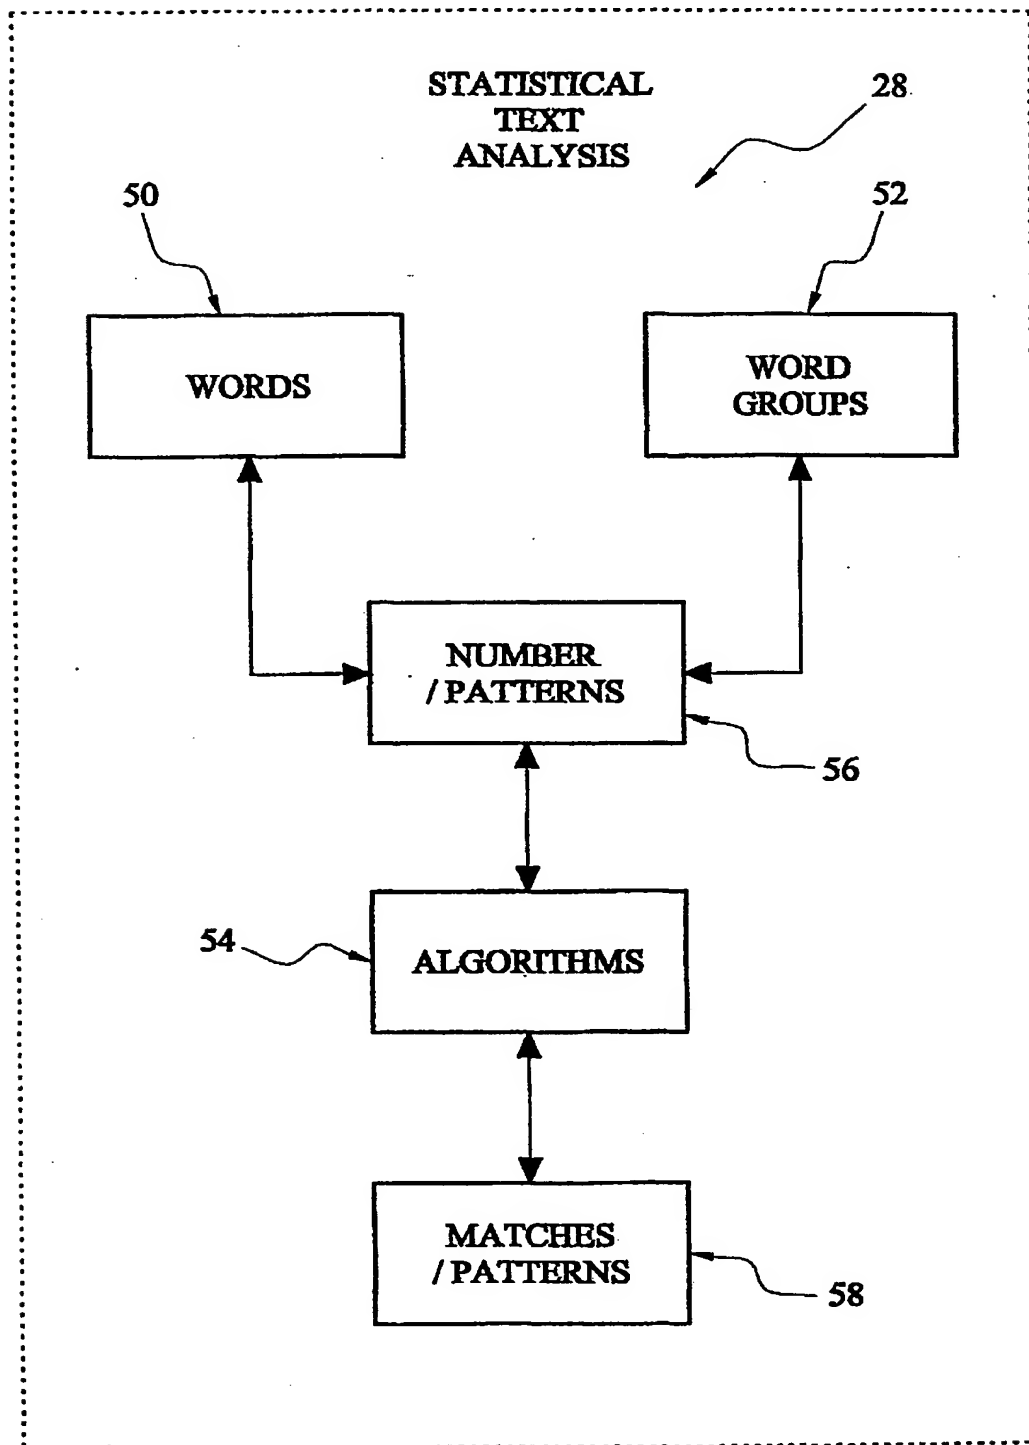 STATISTICAL
TEXT
ANALYSIS
28
50
52
WORDS
WORD
GROUPS
NUMBER
/ PATTERNS
56
54
ALGORITHMS
MATCHES
/ PATTERNS
58